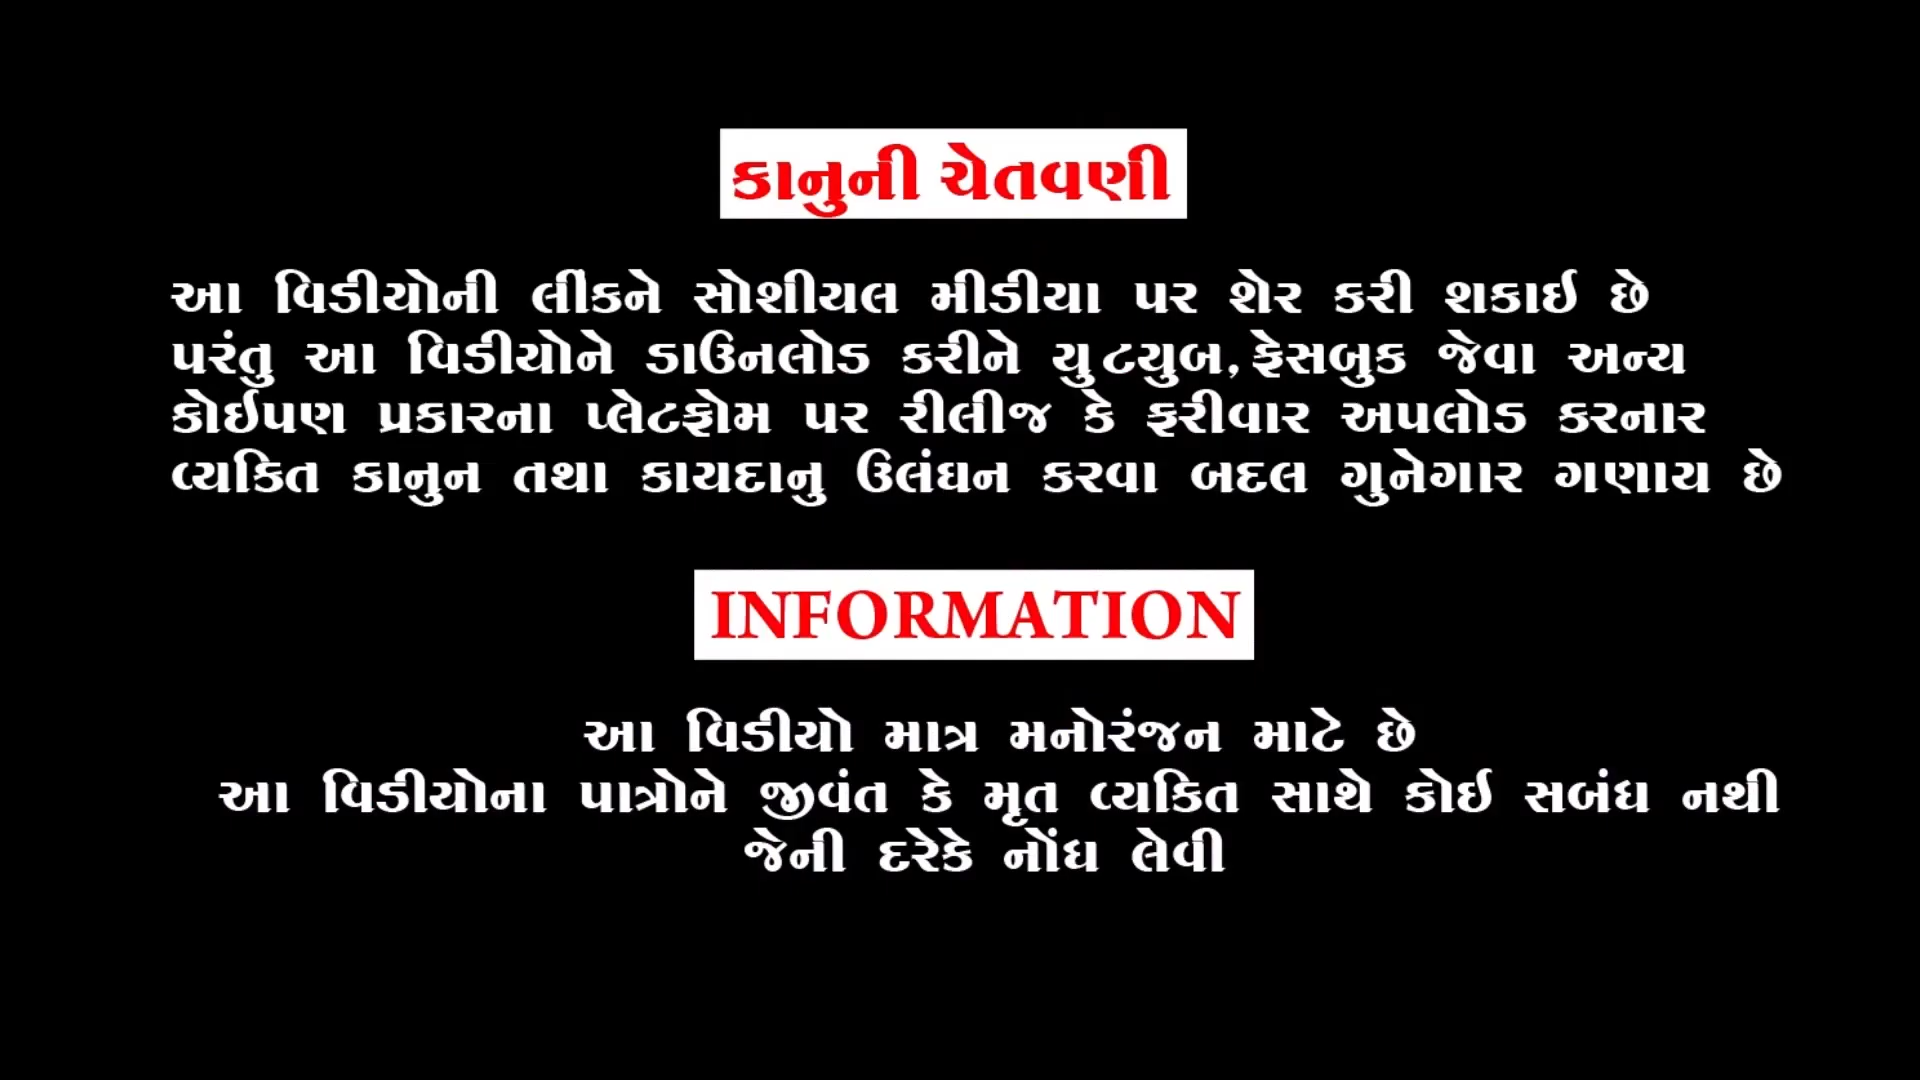 કાનુની ચેતવણી
આ વિડીયોની લીંકને સોશીયલ મીડીયા પર શેર કરી શકાઇ છે
પરંતુ આ વિડીયોને ડાઉનલોડ કરીને યુટયુબ,ફેસબુક જેવા અન્ય
કોઈપણ પ્રકારના પ્લેટફોમ પર રીલીજ કે ફરીવાર અપલોડ કરનાર
વ્યકિત કાનુન તથા કાયદાનુ ઉલંઘન કરવા બદલ ગુનેગાર ગણાય છે
INFORMATION
આ વિડીયો માત્ર મનોરંજન માટે છે
આ વિડીયોના પાત્રોને જીવંત કે મૃત વ્યકિત સાથે કોઇ સબંધ નથી
જેની દરેકે નોંધ લેવી